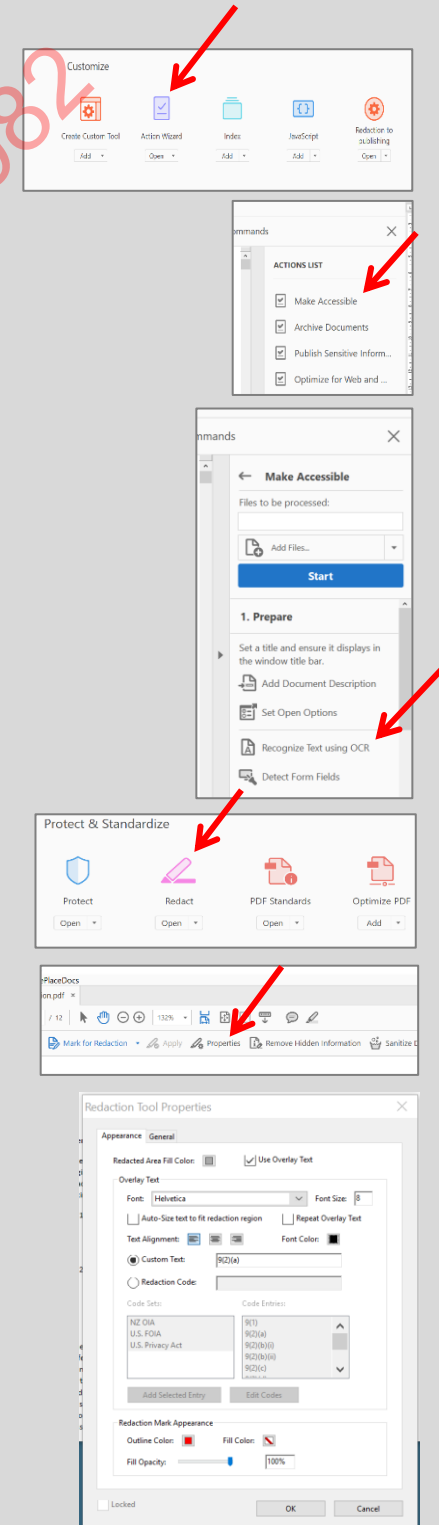 Customize
Create Custom Tool Action Wizard Index JavaScript Redaction to publishing
Add Open Add Add Open
982
ommands
ACTIONS LIST
Make Accessible
Archive Documents
Publish Sensitive Inform...
Optimize for Web and ...
mmands
Make Accessible
Files to be processed:
Add Files...
Start
1. Prepare
Set a title and ensure it displays in
the window title bar.
Add Document Description
Set Open Options
Recognize Text using OCR
Detect Form Fields
Protect & Standardize
Protect Redact PDF Standards Optimize PDF
Open Open Open Add
ePlaceDocs
on.pdf ×
/ 12 132%
Mark for Redaction Apply Properties Remove Hidden Information Sanitize D
Redaction Tool Properties
Appearance General
Redacted Area Fill Color: Use Overlay Text
Overlay Text
Font: Helvetica Font Size: 8
Auto-Size text to fit redaction region Repeat Overlay Text
Text Alignment: Font Color:
Custom Text: 9(2)(a)
Redaction Code:
Code Sets: Code Entries:
NZ OIA 9(1)
U.S. FOIA 9(2)(a)
U.S. Privacy Act 9(2)(b)(i)
9(2)(b)(ii)
9(2)(c)
Add Selected Entry Edit Codes
Redaction Mark Appearance
Outline Color: Fill Color:
Fill Opacity: 100%
Locked OK Cancel